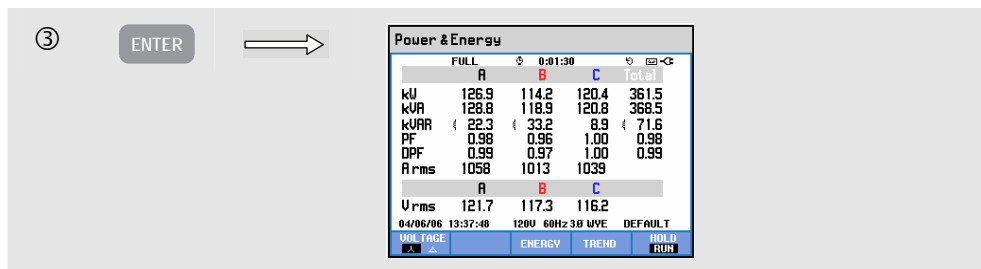 ③
ENTER
Power & Energy
FULL 0:01:30
A B C Total
kW 126.9 114.2 120.4 361.5
kVA 128.8 118.9 120.8 368.5
kVAR 22.3 33.2 8.9 71.6
PF 0.98 0.96 1.00 0.98
DPF 0.99 0.97 1.00 0.99
A rms 1058 1013 1039
A B C
V rms 121.7 117.3 116.2
04/06/06 13:37:48 120V 60Hz 3Ø WYE DEFAULT
VOLTAGE ENERGY TREND HOLD
RUN